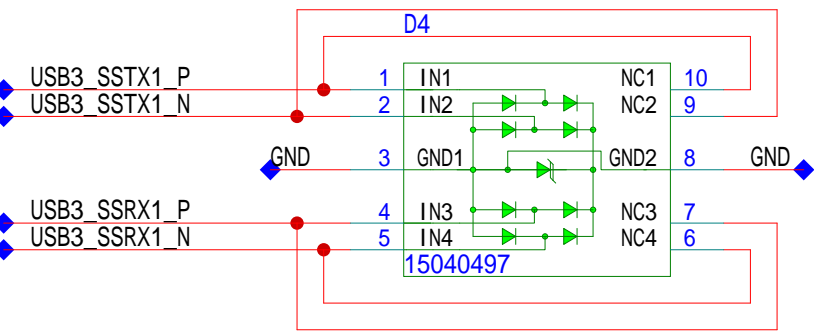 D4
USB3_SSTX1_P 1 IN1 NC1 10
USB3_SSTX1_N 2 IN2 NC2 9
GND 3 GND1 GND2 8 GND
USB3_SSRX1_P 4 IN3 NC3 7
USB3_SSRX1_N 5 IN4 NC4 6
15040497